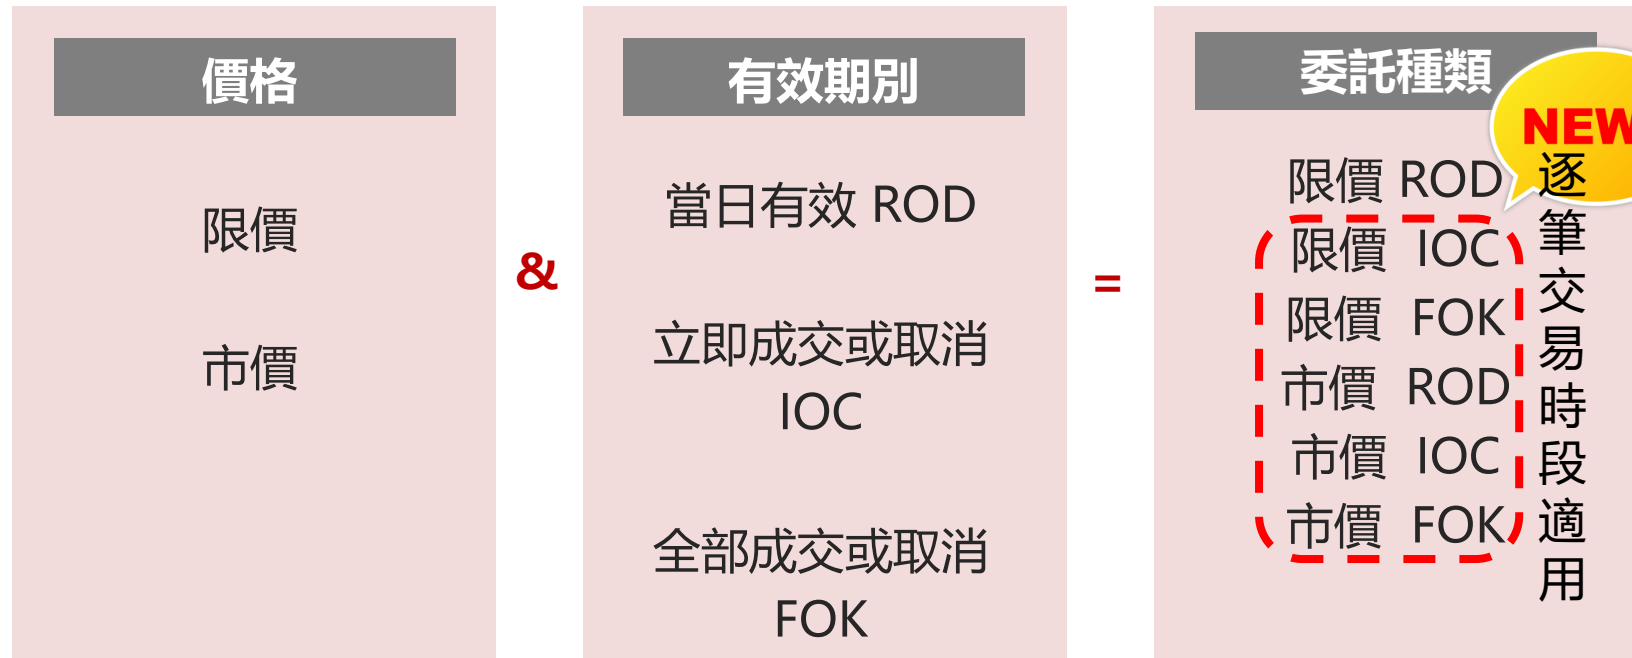 價格
限價
市價
&
有效期別
當日有效 ROD
立即成交或取消
IOC
全部成交或取消
FOK
=
委託種類
NEW
限價 ROD
限價 IOC
限價 FOK
市價 ROD
市價 IOC
市價 FOK
逐筆交易時段適用